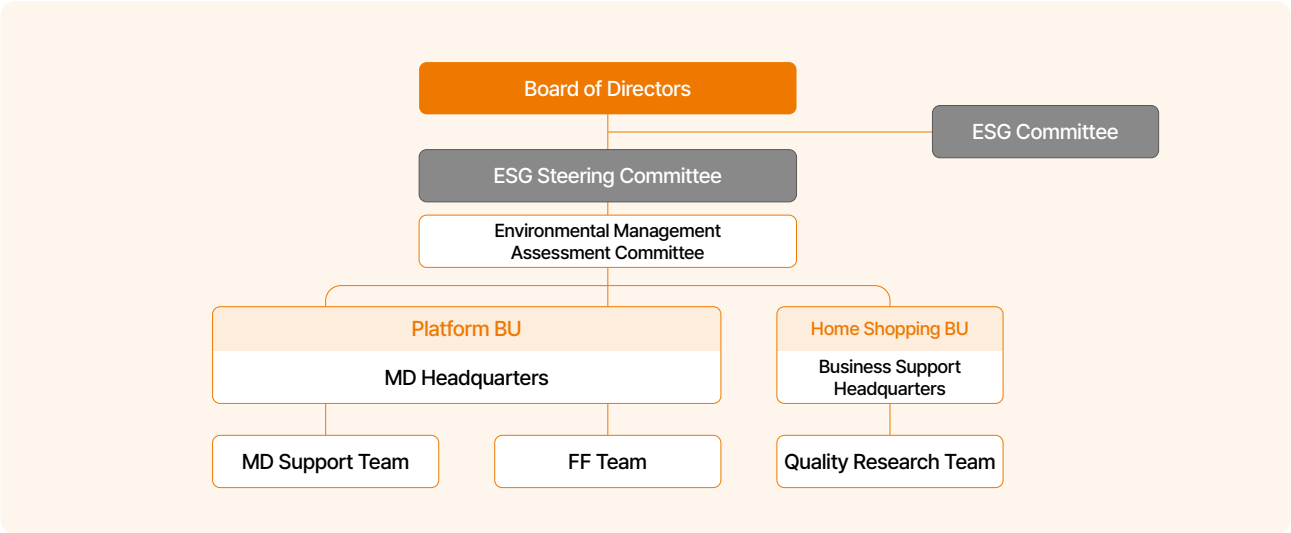 Board of Directors
ESG Committee
ESG Steering Committee
Environmental Management
Assessment Committee
Platform BU
MD Headquarters
Home Shopping BU
Business Support
Headquarters
MD Support Team
FF Team
Quality Research Team